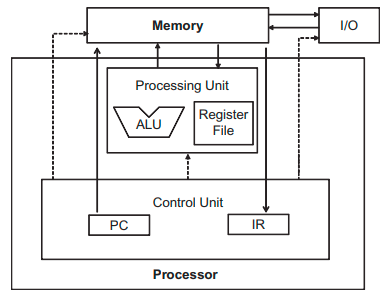 Memory
I/O
Processing Unit
ALU
Register
File
Control Unit
PC
IR
Processor